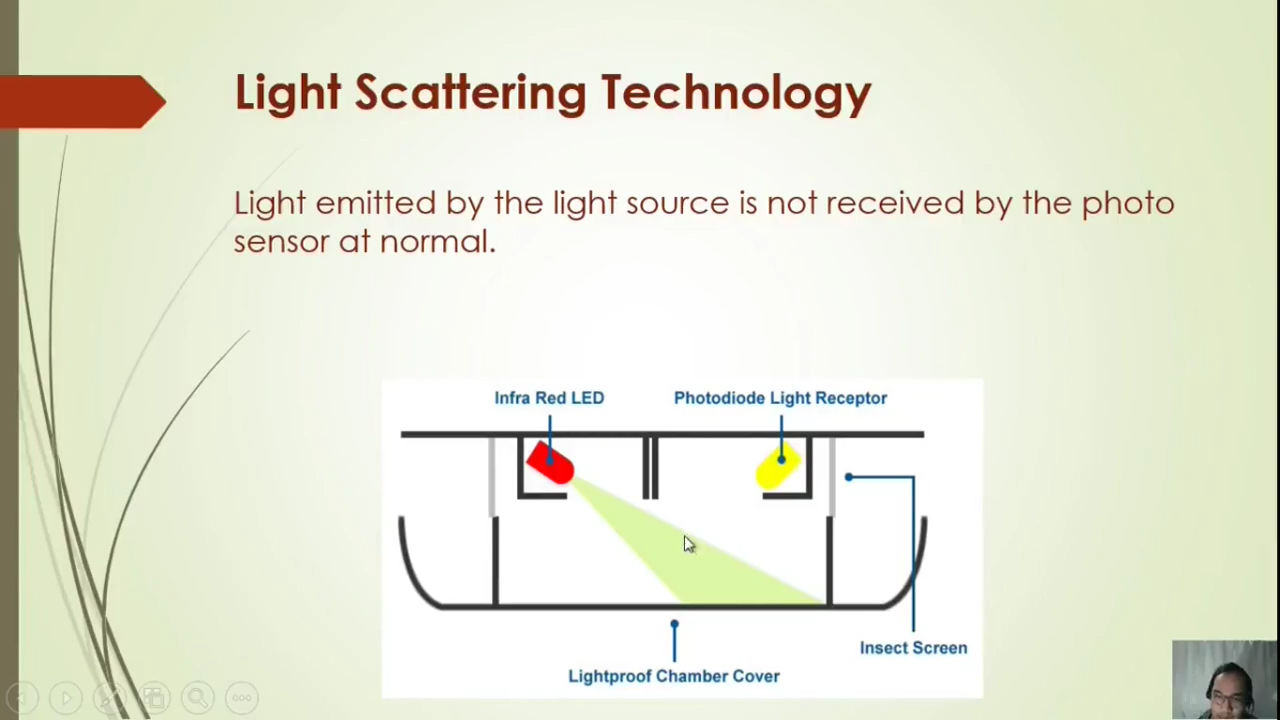 Light Scattering Technology
Light emitted by the light source is not received by the photo
sensor at normal.
Infra Red LED
Photodiode Light Receptor
Insect Screen
Lightproof Chamber Cover